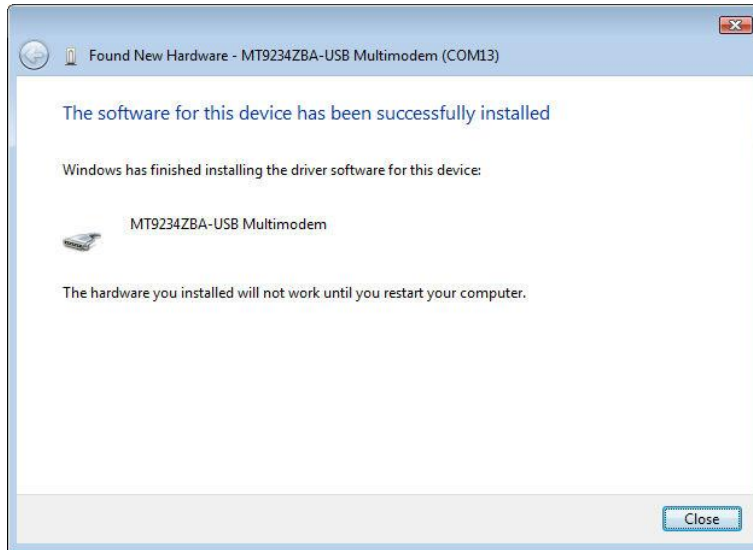 Found New Hardware - MT9234ZBA-USB Multimodem (COM13)
The software for this device has been successfully installed
Windows has finished installing the driver software for this device:
MT9234ZBA-USB Multimodem
The hardware you installed will not work until you restart your computer.
Close